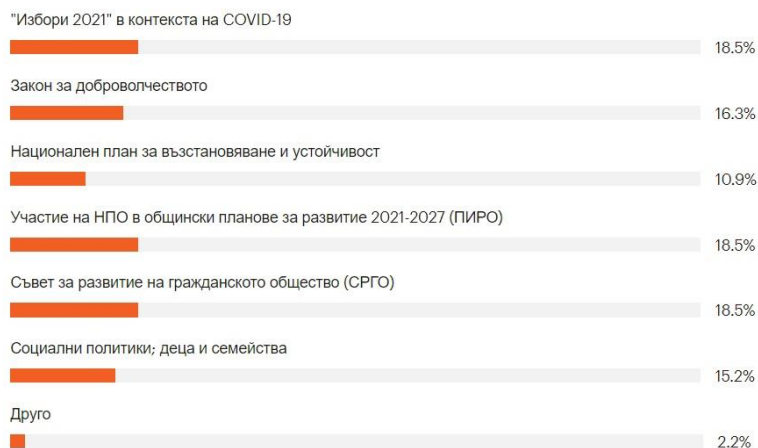 "Избори 2021" в контекста на COVID-19
18.5%
Закон за доброволчеството
16.3%
Национален план за възстановяване и устойчивост
10.9%
Участие на НПО в общински планове за развитие 2021-2027 (ПИРО)
18.5%
Съвет за развитие на гражданското общество (СРГО)
18.5%
Социални политики; деца и семейства
15.2%
Друго
2.2%